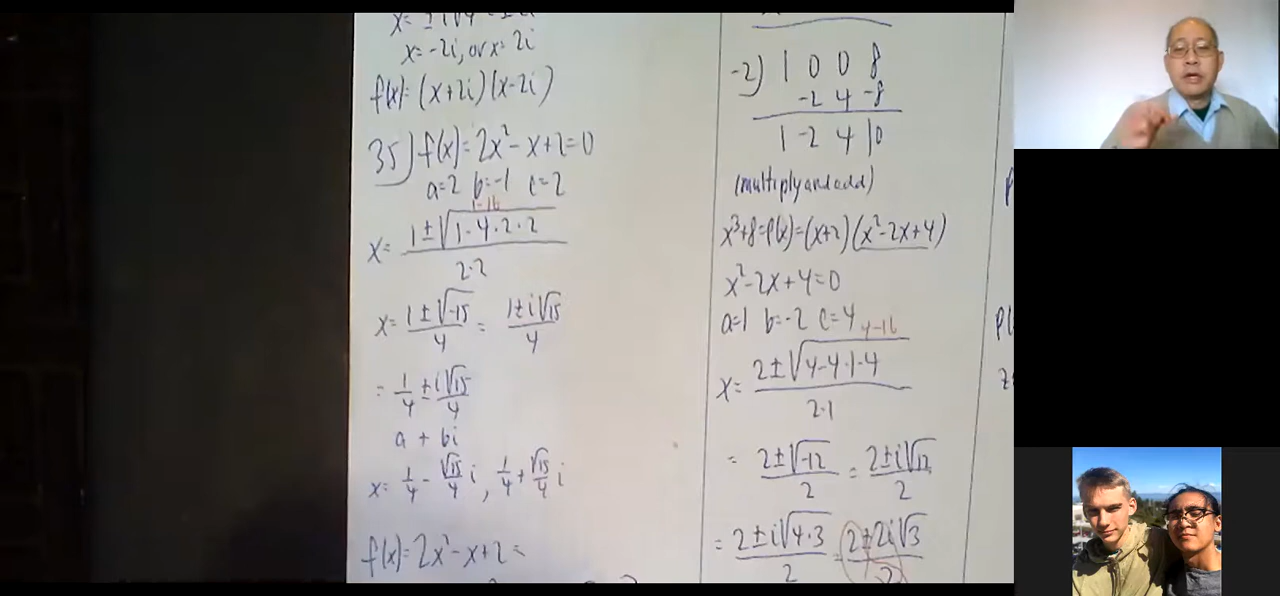 x=-2i, or x= 2i
f(x)= (x+2i)(x-2i)
35) f(x)= 2x²-x+2=0
a=2 b=-1 c=2
1-16
x= 1±√1-4·2·2
2·2
x= 1±√-15 = 1±i√15
4 4
= 1 ± i√15
4 4
a + bi
x= 1/4 - √15/4 i, 1/4 + √15/4 i
f(x)= 2x²-x+2=
-2) 1 0 0 8
-2 4 -8
1 -2 4 |0
(multiply and add)
x³+8=P(x)=(x+2)(x²-2x+4)
x²-2x+4=0
a=1 b=-2 c=4
4-16
x= 2±√4-4·1·4
2·1
= 2±√-12 = 2±i√12
2 2
= 2±i√4·3 = 2±2i√3
2 2